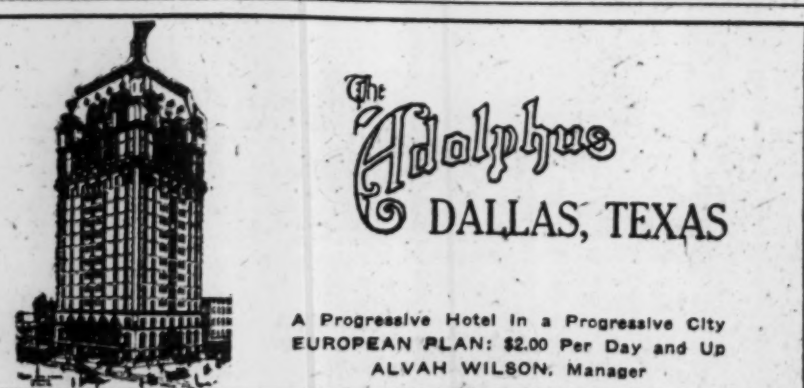 The
Adolphus
DALLAS, TEXAS
A Progressive Hotel in a Progressive City
EUROPEAN PLAN: $2.00 Per Day and Up
ALVAH WILSON, Manager